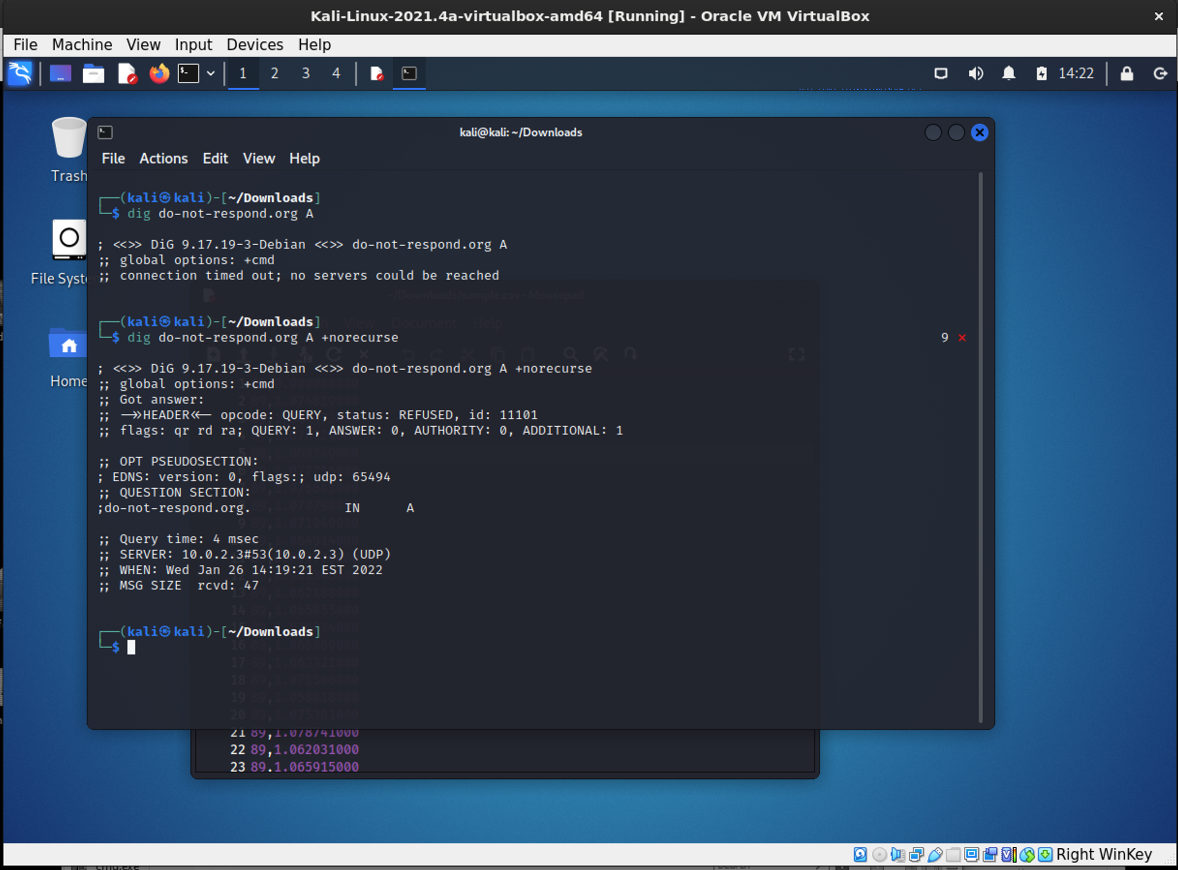 Kali-Linux-2021.4a-virtualbox-amd64 [Running] - Oracle VM VirtualBox
File Machine View Input Devices Help
1 2 3 4 14:22
kali@kali: ~/Downloads
File Actions Edit View Help
Trash
File Syst
Home
┌──(kali㉿kali)-[~/Downloads]
└─$ dig do-not-respond.org A
; <<>> DiG 9.17.19-3-Debian <<>> do-not-respond.org A
;; global options: +cmd
;; connection timed out; no servers could be reached
┌──(kali㉿kali)-[~/Downloads]
└─$ dig do-not-respond.org A +norecurse 9 ⨯
; <<>> DiG 9.17.19-3-Debian <<>> do-not-respond.org A +norecurse
;; global options: +cmd
;; Got answer:
;; ->>HEADER<<- opcode: QUERY, status: REFUSED, id: 11101
;; flags: qr rd ra; QUERY: 1, ANSWER: 0, AUTHORITY: 0, ADDITIONAL: 1
;; OPT PSEUDOSECTION:
; EDNS: version: 0, flags:; udp: 65494
;; QUESTION SECTION:
;do-not-respond.org. IN A
;; Query time: 4 msec
;; SERVER: 10.0.2.3#53(10.0.2.3) (UDP)
;; WHEN: Wed Jan 26 14:19:21 EST 2022
;; MSG SIZE rcvd: 47
┌──(kali㉿kali)-[~/Downloads]
└─$
21 89,1.078741000
22 89,1.062031000
23 89.1.065915000
Right WinKey